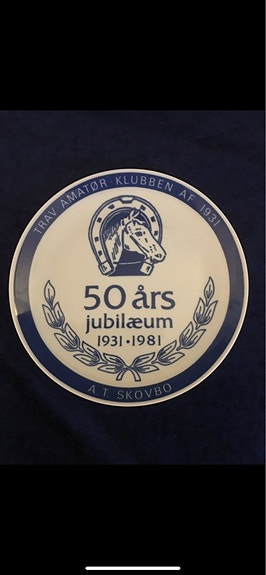 TRAV AMATØR KLUBBEN AF 1931
50 års
jubilæum
1931·1981
A.T. SKOVBO